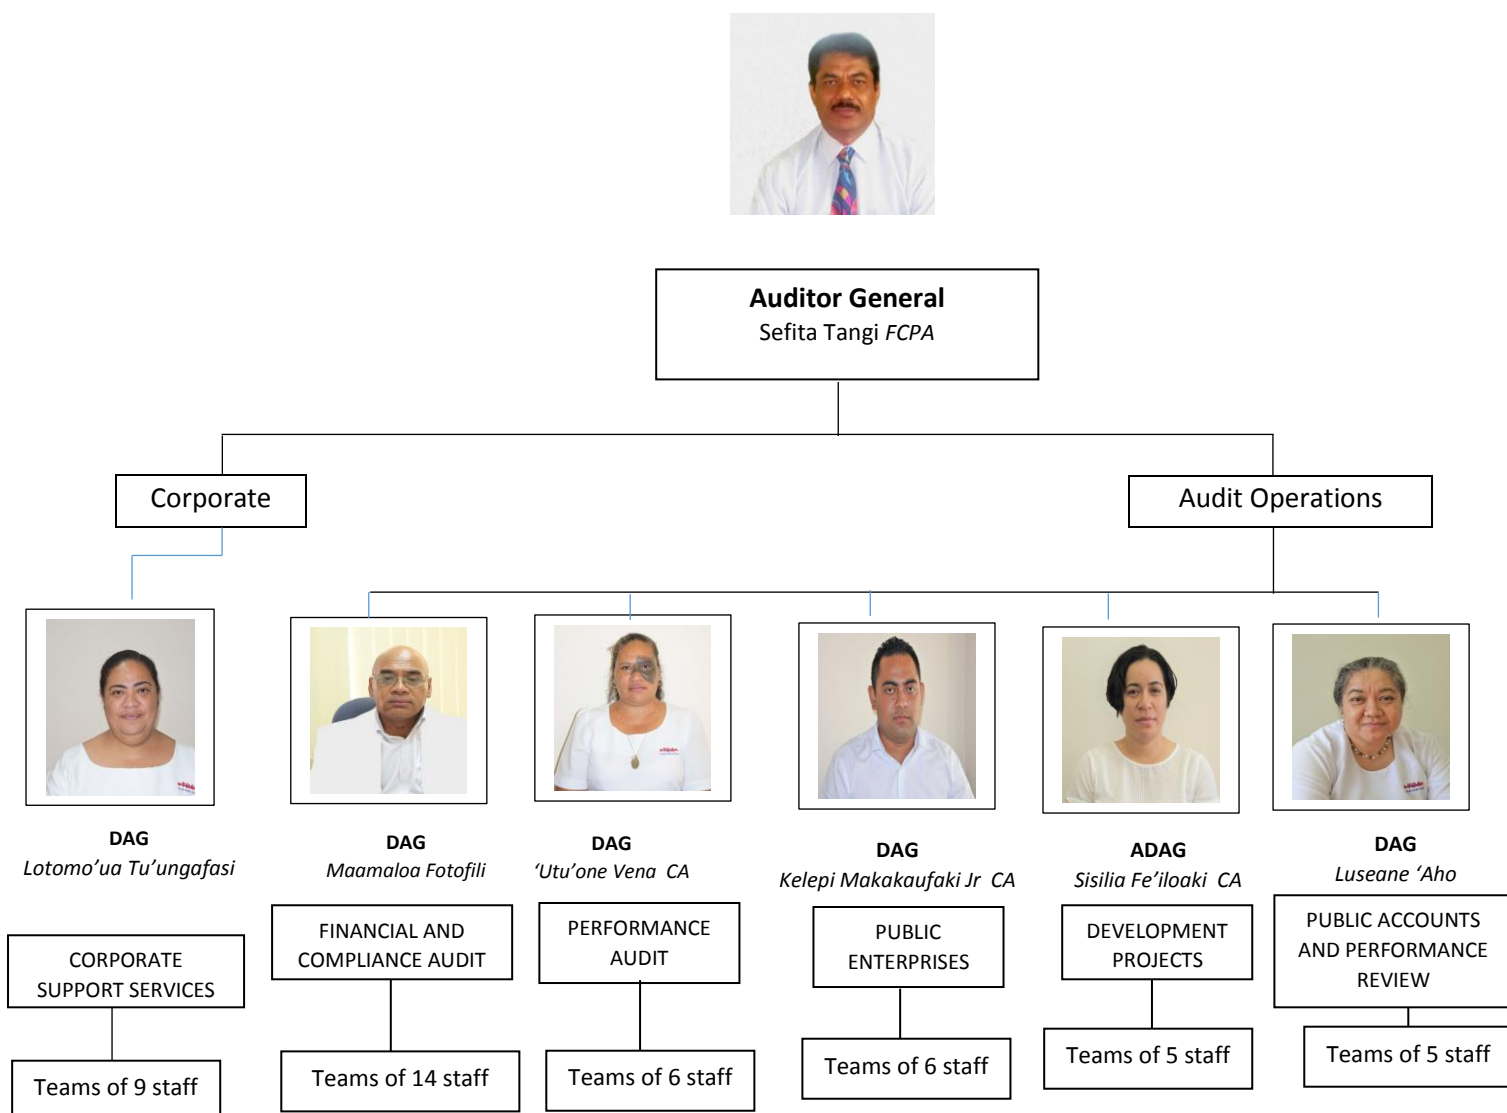 Auditor General
Sefita Tangi FCPA
Corporate
Audit Operations
DAG
Lotomo’ua Tu’ungafasi
CORPORATE
SUPPORT SERVICES
Teams of 9 staff
DAG
Maamaloa Fotofili
FINANCIAL AND
COMPLIANCE AUDIT
Teams of 14 staff
DAG
‘Utu’one Vena CA
PERFORMANCE
AUDIT
Teams of 6 staff
DAG
Kelepi Makakaufaki Jr CA
PUBLIC
ENTERPRISES
Teams of 6 staff
ADAG
Sisilia Fe’iloaki CA
DEVELOPMENT
PROJECTS
Teams of 5 staff
DAG
Luseane ‘Aho
PUBLIC ACCOUNTS
AND PERFORMANCE
REVIEW
Teams of 5 staff